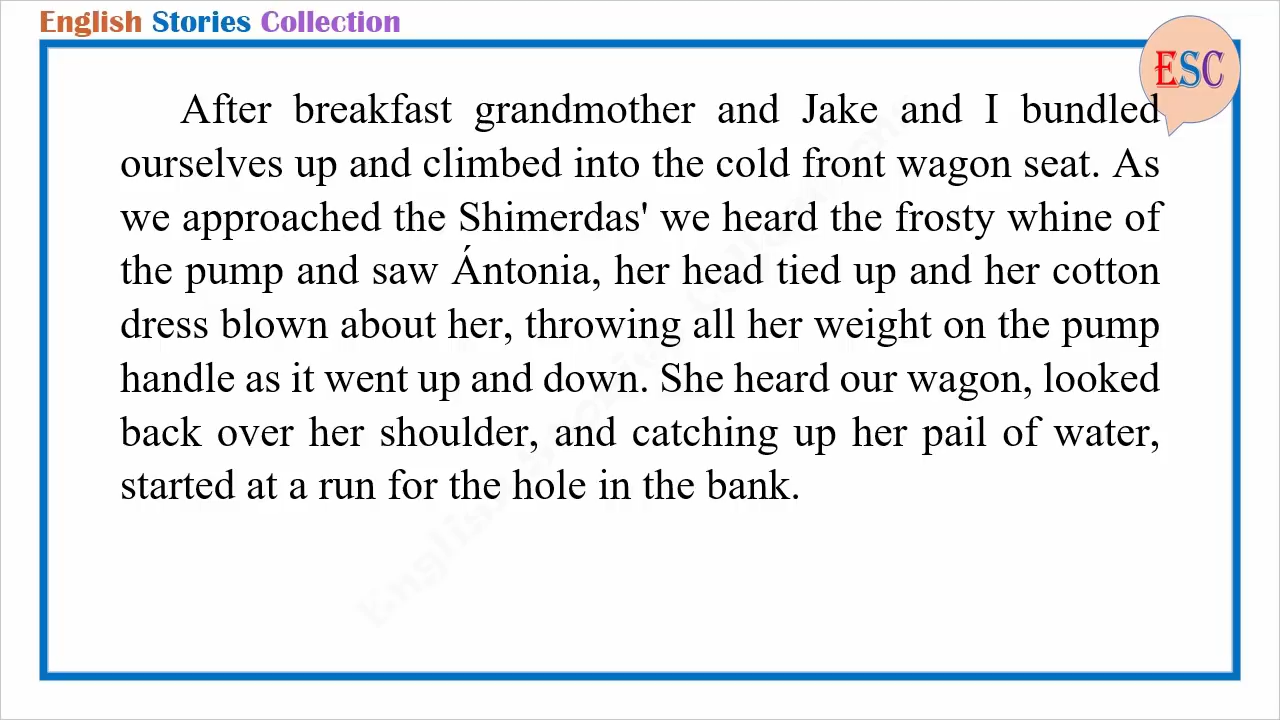 English Stories Collection
ESC
After breakfast grandmother and Jake and I bundled
ourselves up and climbed into the cold front wagon seat. As
we approached the Shimerdas' we heard the frosty whine of
the pump and saw Ántonia, her head tied up and her cotton
dress blown about her, throwing all her weight on the pump
handle as it went up and down. She heard our wagon, looked
back over her shoulder, and catching up her pail of water,
started at a run for the hole in the bank.